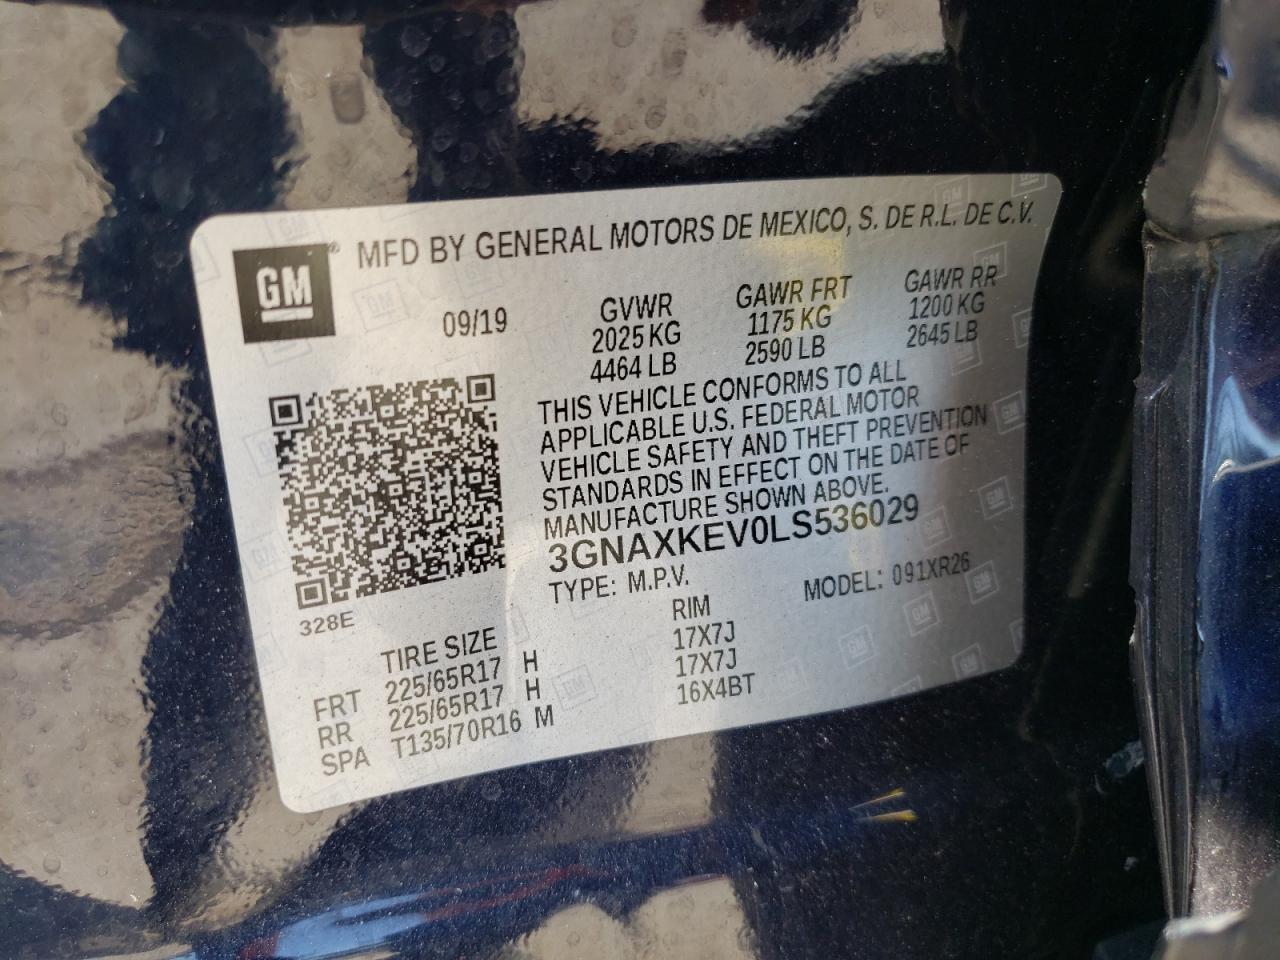 GM ® MFD BY GENERAL MOTORS DE MEXICO, S. DE R.L. DE C.V.
09/19 GVWR GAWR FRT GAWR RR
2025 KG 1175 KG 1200 KG
4464 LB 2590 LB 2645 LB
THIS VEHICLE CONFORMS TO ALL
APPLICABLE U.S. FEDERAL MOTOR
VEHICLE SAFETY AND THEFT PREVENTION
STANDARDS IN EFFECT ON THE DATE OF
MANUFACTURE SHOWN ABOVE.
3GNAXKEV0LS536029
TYPE: M.P.V. MODEL: 091XR26
328E
TIRE SIZE RIM
FRT 225/65R17 H 17X7J
RR 225/65R17 H 17X7J
SPA T135/70R16 M 16X4BT